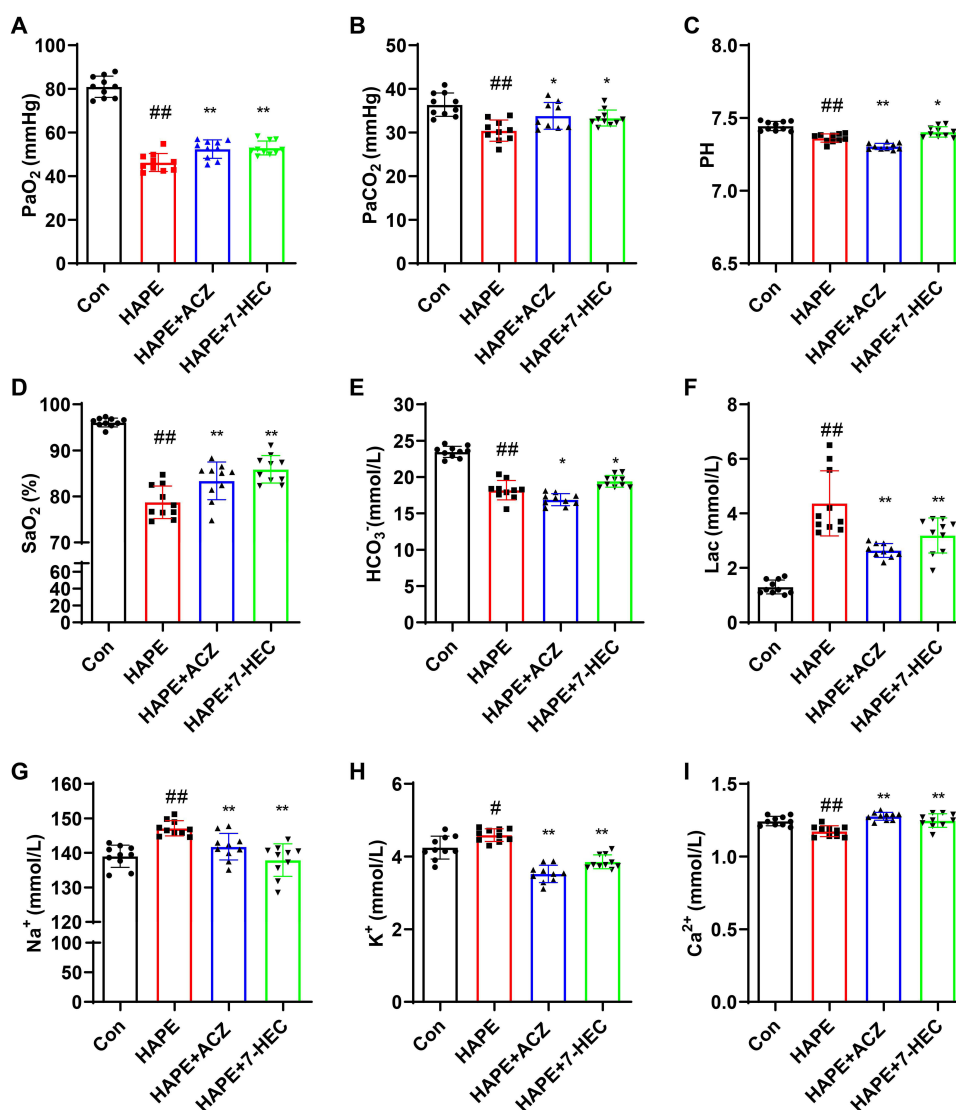 A
PaO2 (mmHg)
100
80
60
40
20
0
##
**
**
Con
HAPE
HAPE+ACZ
HAPE+7-HEC
B
PaCO2 (mmHg)
50
40
30
20
10
0
##
*
*
Con
HAPE
HAPE+ACZ
HAPE+7-HEC
C
PH
8.0
7.5
7.0
6.5
##
**
*
Con
HAPE
HAPE+ACZ
HAPE+7-HEC
D
SaO2 (%)
100
90
80
70
60
40
20
0
##
**
**
Con
HAPE
HAPE+ACZ
HAPE+7-HEC
E
HCO3-(mmol/L)
30
25
20
15
10
5
0
##
*
*
Con
HAPE
HAPE+ACZ
HAPE+7-HEC
F
Lac (mmol/L)
8
6
4
2
0
##
**
**
Con
HAPE
HAPE+ACZ
HAPE+7-HEC
G
Na+ (mmol/L)
160
150
140
130
120
100
50
0
##
**
**
Con
HAPE
HAPE+ACZ
HAPE+7-HEC
H
K+ (mmol/L)
6
4
2
0
#
**
**
Con
HAPE
HAPE+ACZ
HAPE+7-HEC
I
Ca2+ (mmol/L)
1.5
1.0
0.5
0.0
##
**
**
Con
HAPE
HAPE+ACZ
HAPE+7-HEC